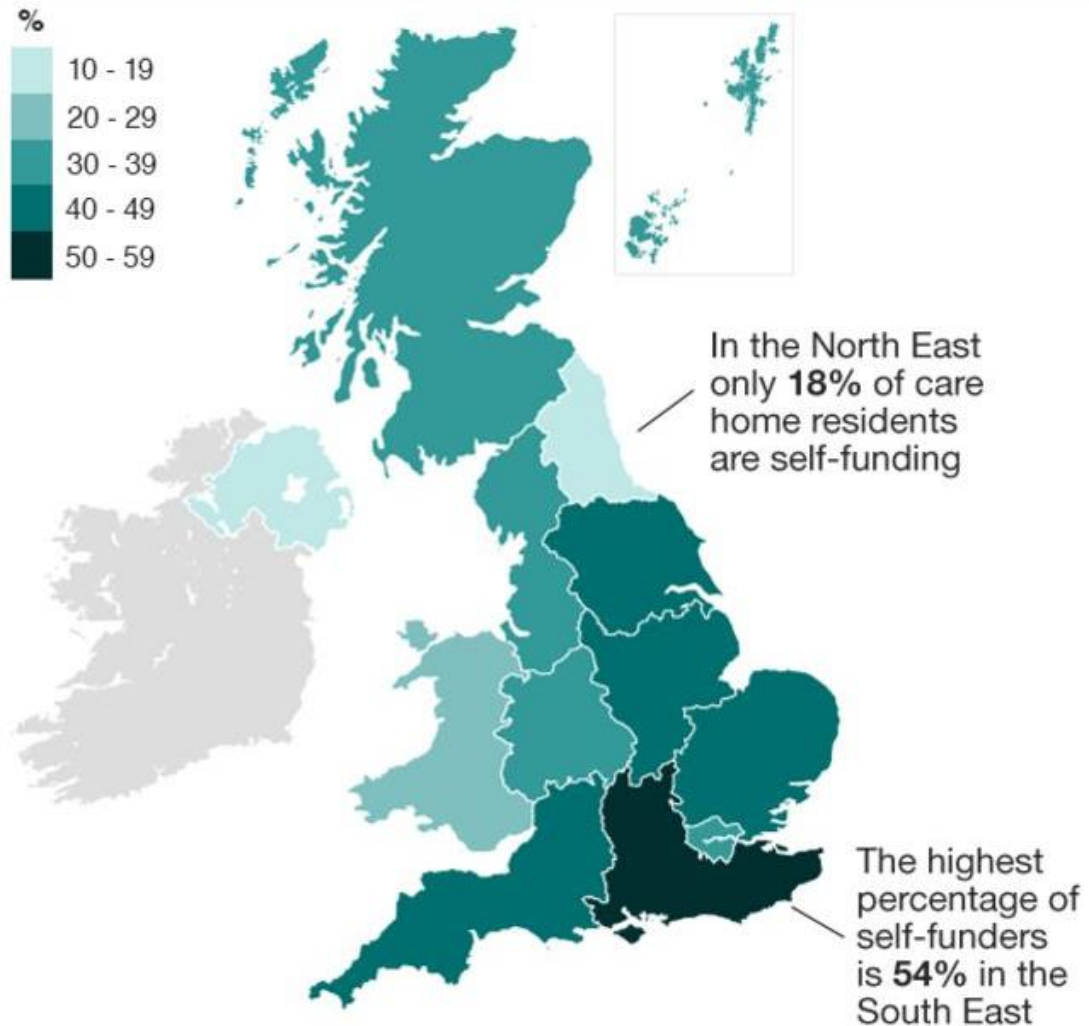 %
10 - 19
20 - 29
30 - 39
40 - 49
50 - 59
In the North East
only 18% of care
home residents
are self-funding
The highest
percentage of
self-funders
is 54% in the
South East